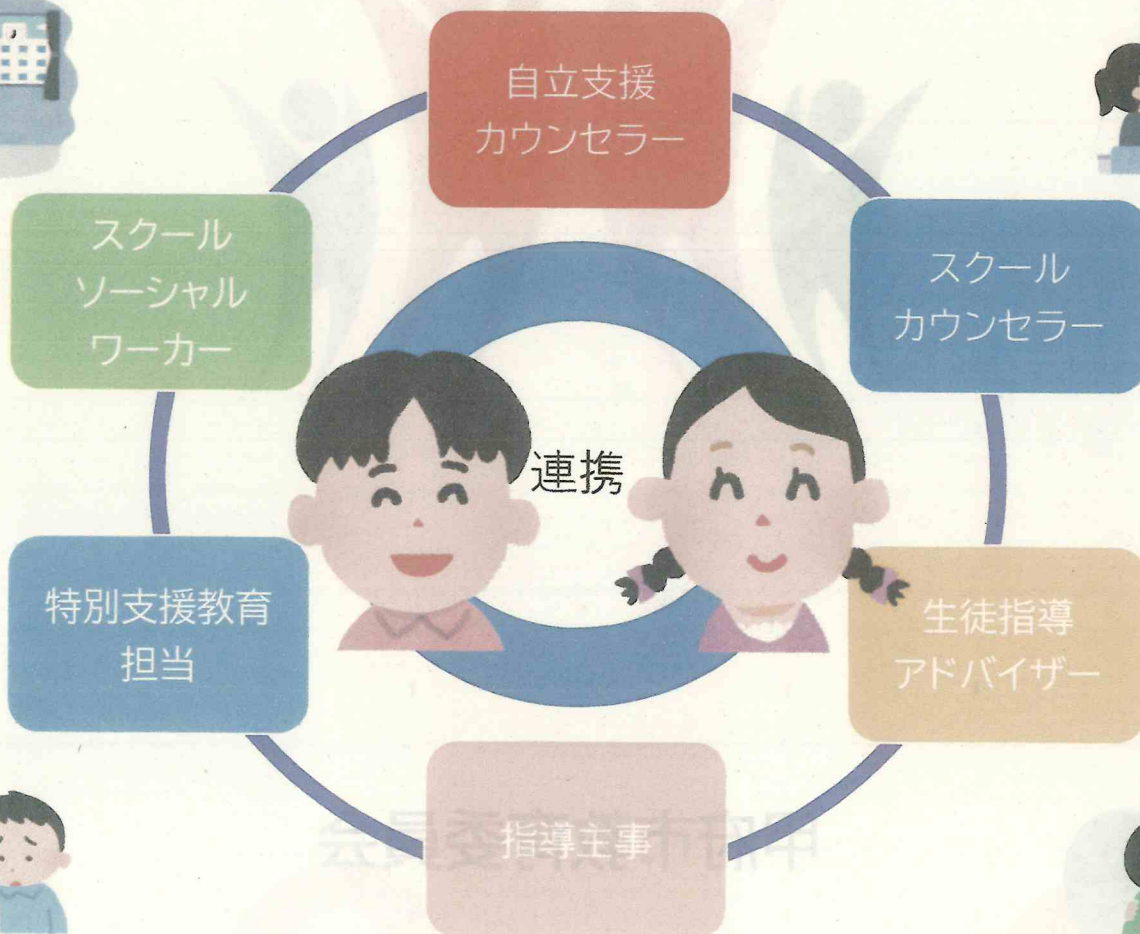 自立支援
カウンセラー
スクール
ソーシャル
ワーカー
スクール
カウンセラー
連携
特別支援教育
担当
生徒指導
アドバイザー
指導主事